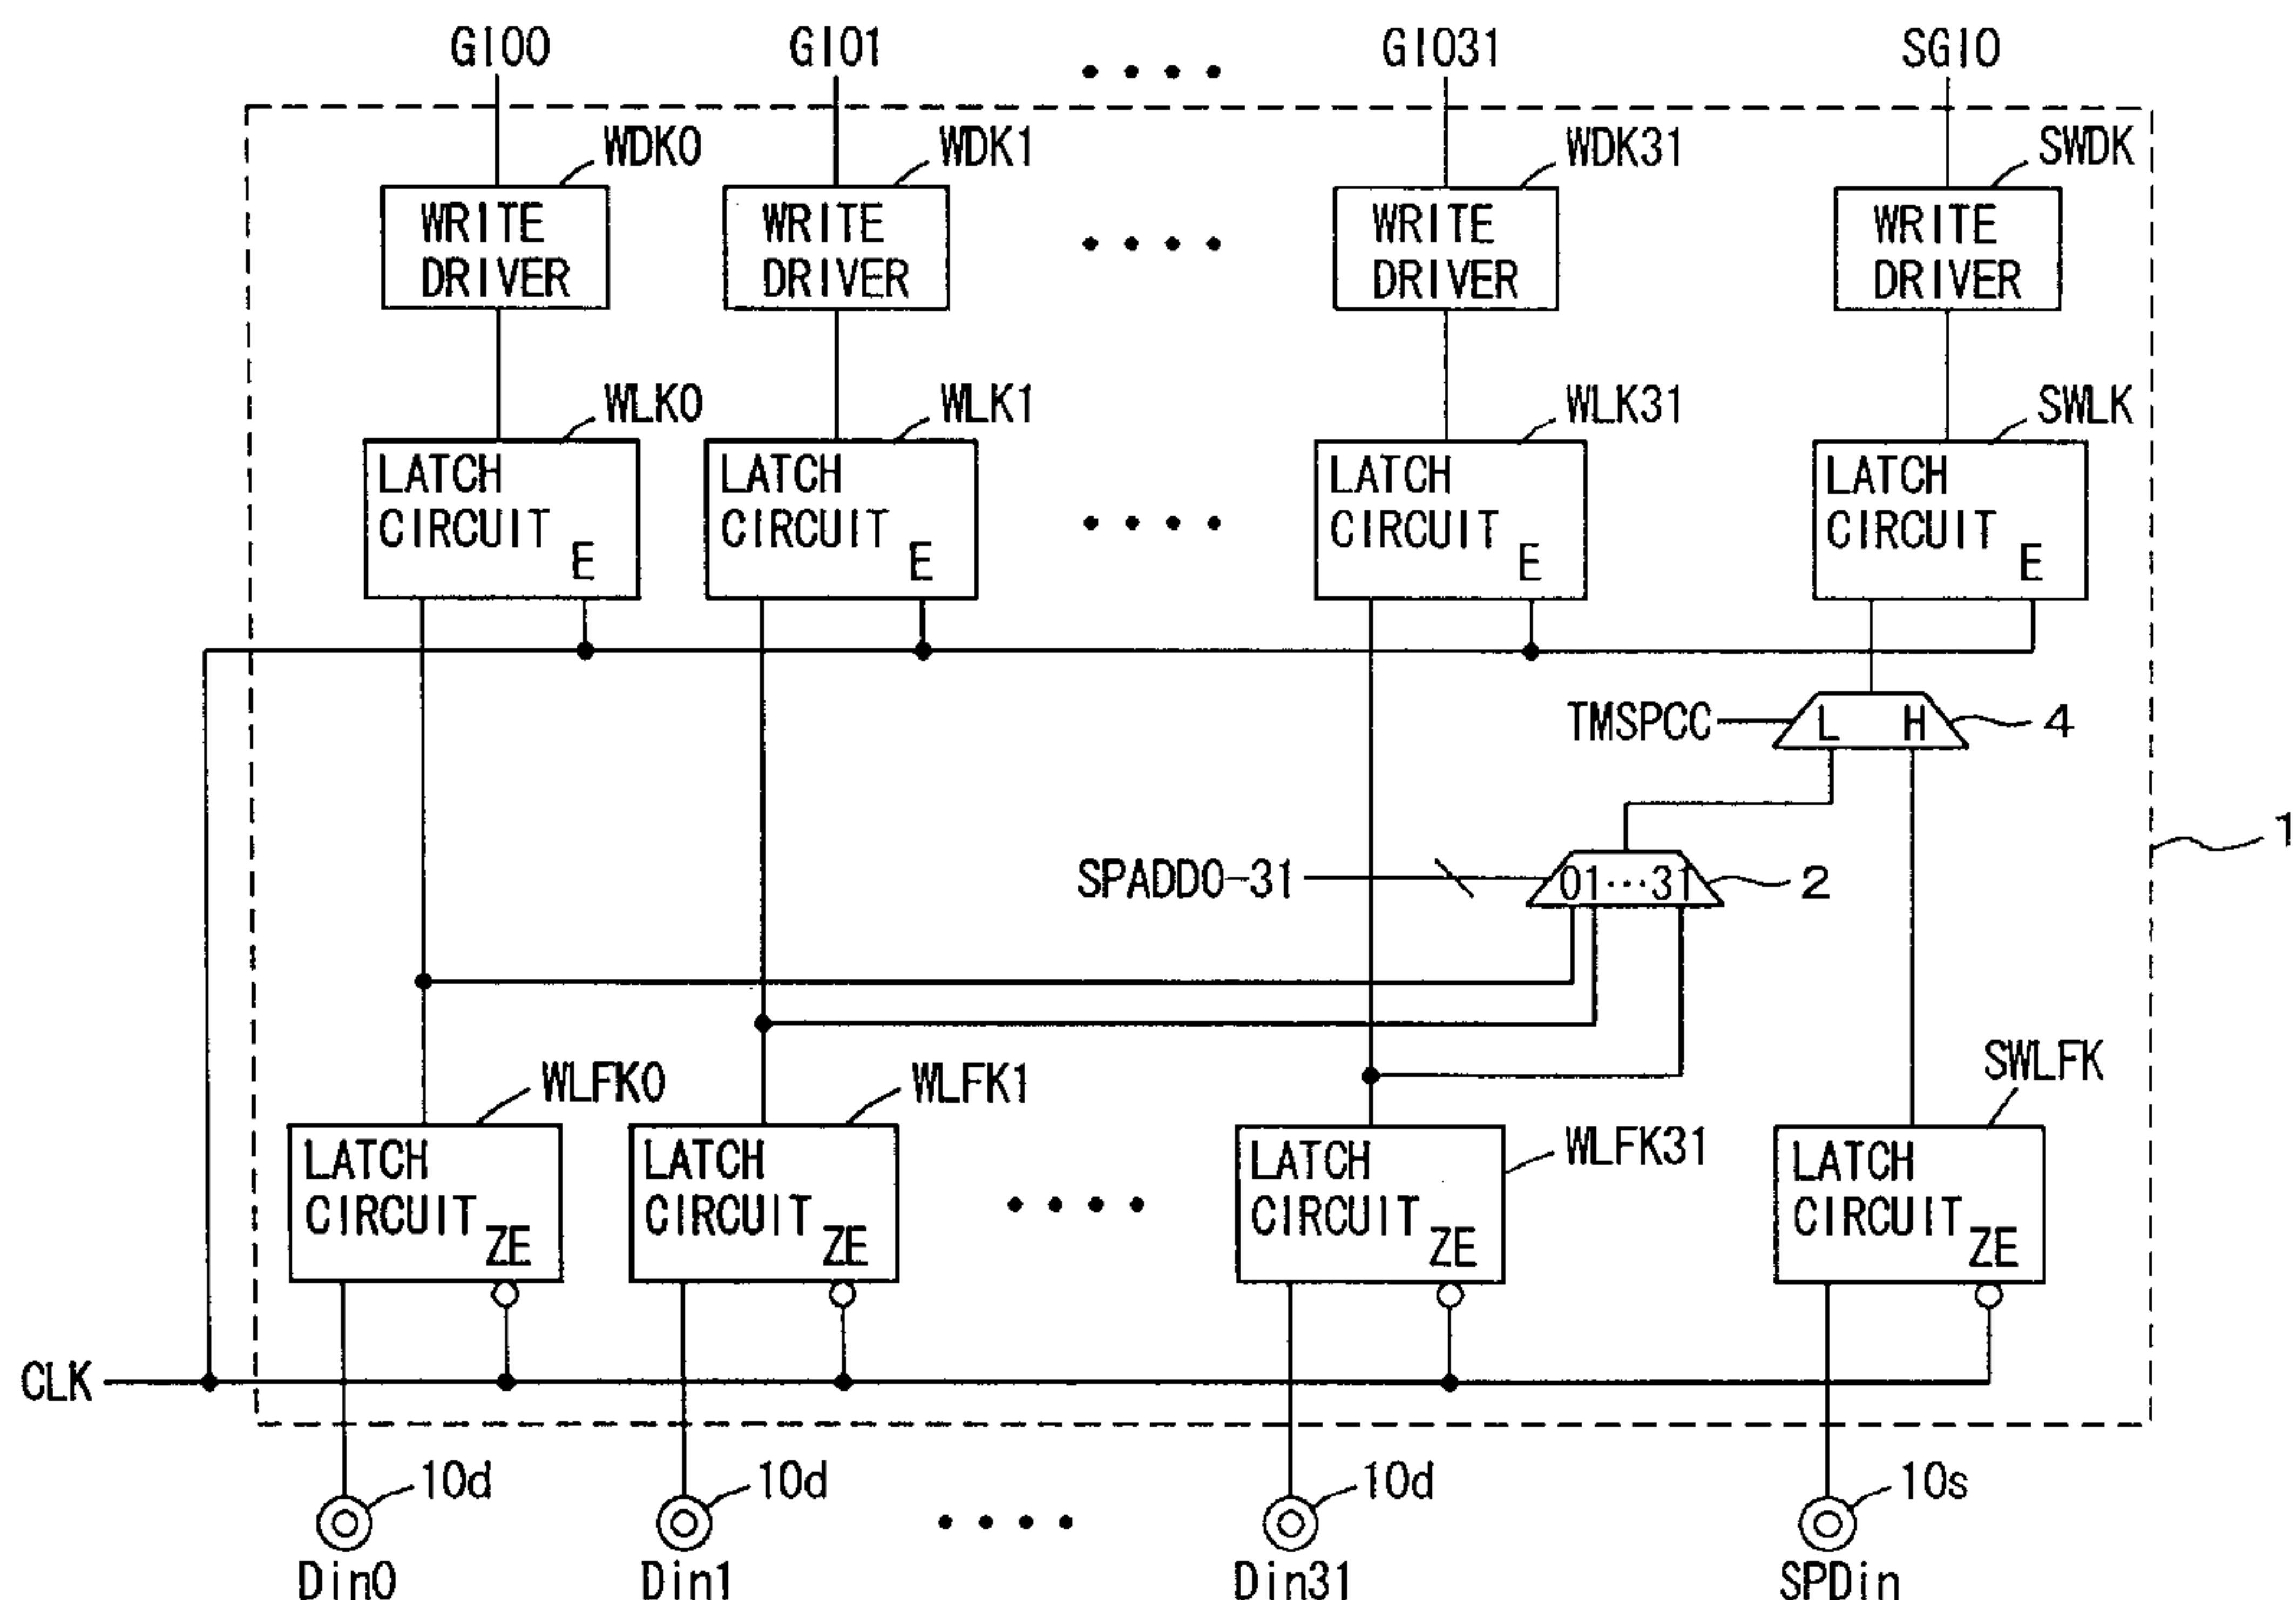 GIO0
GIO1
GIO31
SGIO
WDK0
WDK1
WDK31
SWDK
WRITE
DRIVER
WRITE
DRIVER
WRITE
DRIVER
WRITE
DRIVER
WLK0
WLK1
WLK31
SWLK
LATCH
CIRCUIT
E
LATCH
CIRCUIT
E
LATCH
CIRCUIT
E
LATCH
CIRCUIT
E
TMSPCC
L
H
4
1
SPADD0-31
01···31
2
WLFK0
WLFK1
WLFK31
SWLFK
LATCH
CIRCUIT
ZE
LATCH
CIRCUIT
ZE
LATCH
CIRCUIT
ZE
LATCH
CIRCUIT
ZE
CLK
10d
10d
10d
10s
Din0
Din1
Din31
SPDin